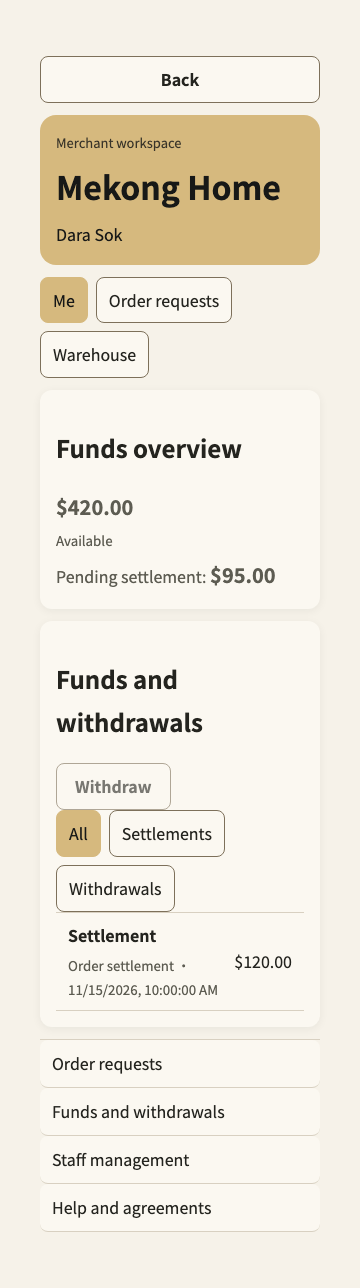 Back
Merchant workspace
Mekong Home
Dara Sok
Me
Order requests
Warehouse
Funds overview
$420.00
Available
Pending settlement: $95.00
Funds and
withdrawals
Withdraw
All
Settlements
Withdrawals
Settlement
Order settlement •
11/15/2026, 10:00:00 AM
$120.00
Order requests
Funds and withdrawals
Staff management
Help and agreements